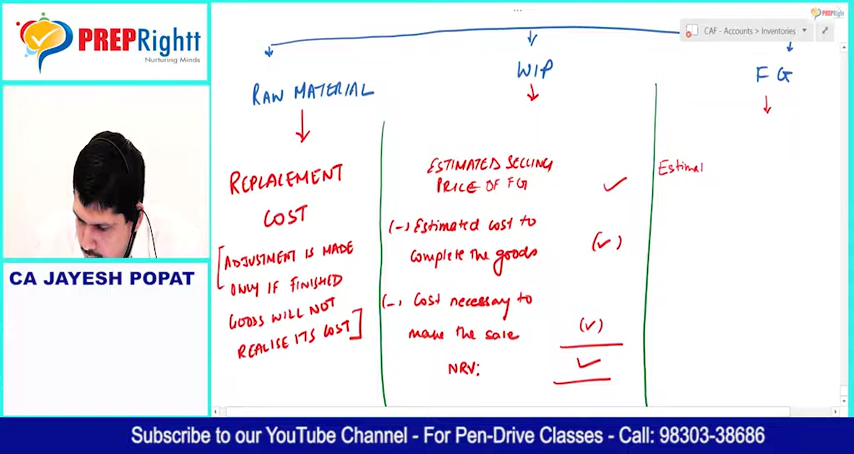 PREPRightt
Nurturing Minds
PREPRightt
CAF - Accounts > Inventories
RAW MATERIAL
WIP
FG
REPLACEMENT
COST
[ADJUSTMENT IS MADE
ONLY IF FINISHED
GOODS WILL NOT
REALISE ITS COST]
ESTIMATED SELLING
PRICE OF FG ✓
(-) Estimated cost to
complete the goods (✓)
(-) Cost necessary to
make the sale (✓)
NRV: ✓
Estimat
CA JAYESH POPAT
Subscribe to our YouTube Channel - For Pen-Drive Classes - Call: 98303-38686